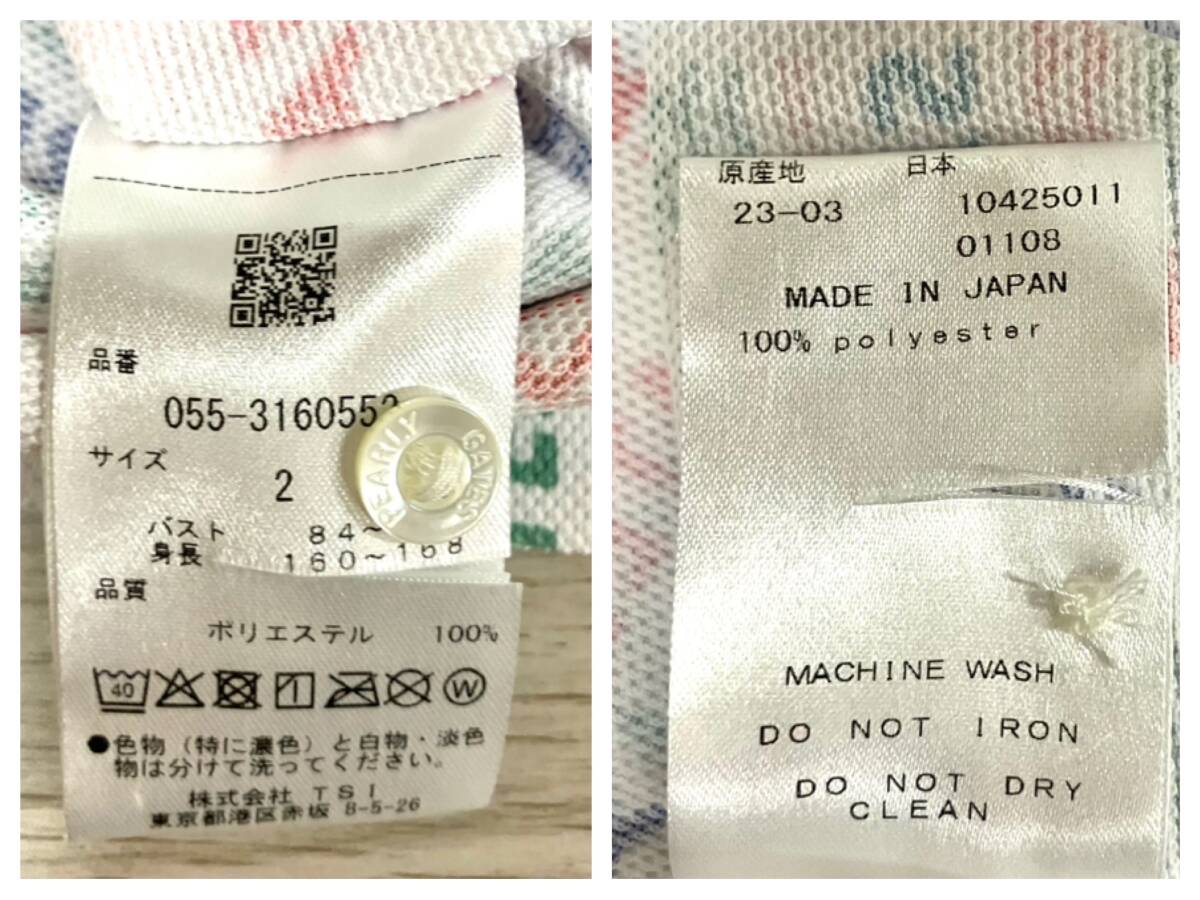 品番
055-316055
サイズ
2
バスト 84~
身長 160~168
品質
ポリエステル 100%
40
W
●色物(特に濃色)と白物・淡色
物は分けて洗ってください。
株式会社 TSI
東京都港区赤坂 8-5-26
PEARLY GATES
原産地 日本
23-03 10425011
01108
MADE IN JAPAN
100% polyester
MACHINE WASH
DO NOT IRON
DO NOT DRY
CLEAN